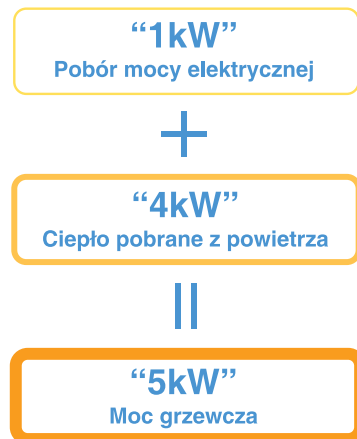 “1kW”
Pobór mocy elektrycznej
+
“4kW”
Ciepło pobrane z powietrza
=
“5kW”
Moc grzewcza